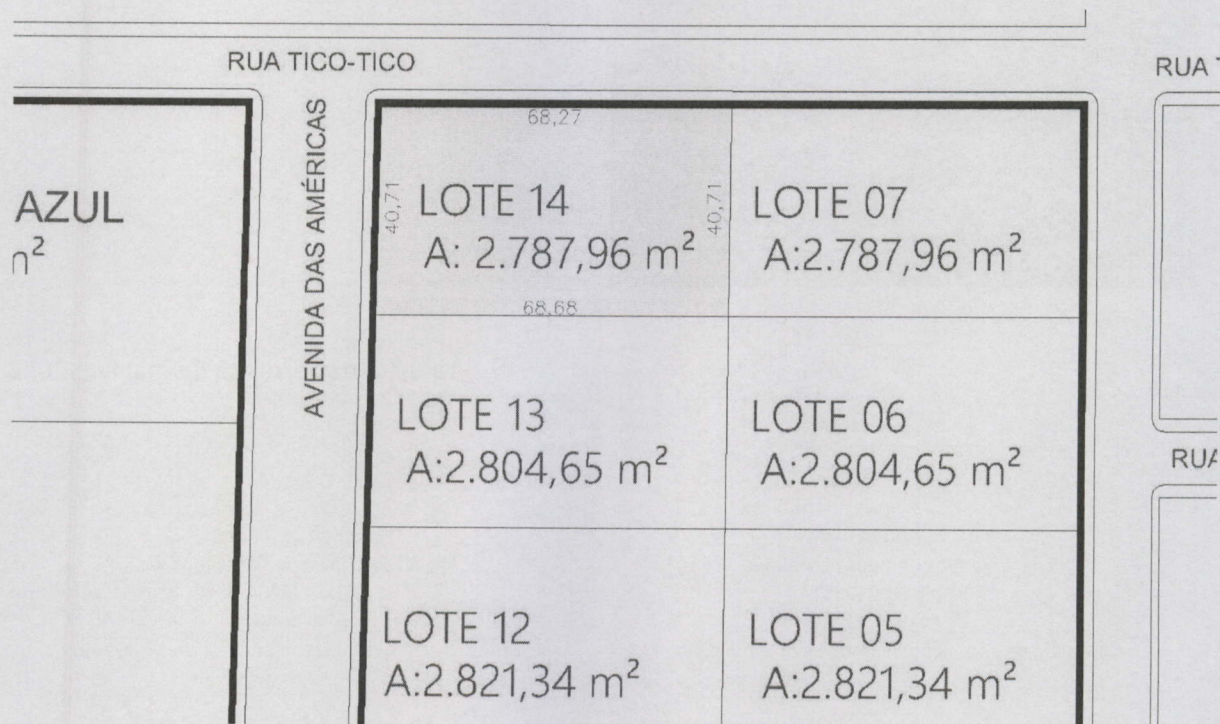 RUA TICO-TICO
RUA
AZUL
AVENIDA DAS AMÉRICAS
68,27
40,71
LOTE 14
A: 2.787,96 m²
40,71
68,68
LOTE 07
A:2.787,96 m²
LOTE 13
A:2.804,65 m²
LOTE 06
A:2.804,65 m²
RUA
LOTE 12
A:2.821,34 m²
LOTE 05
A:2.821,34 m²